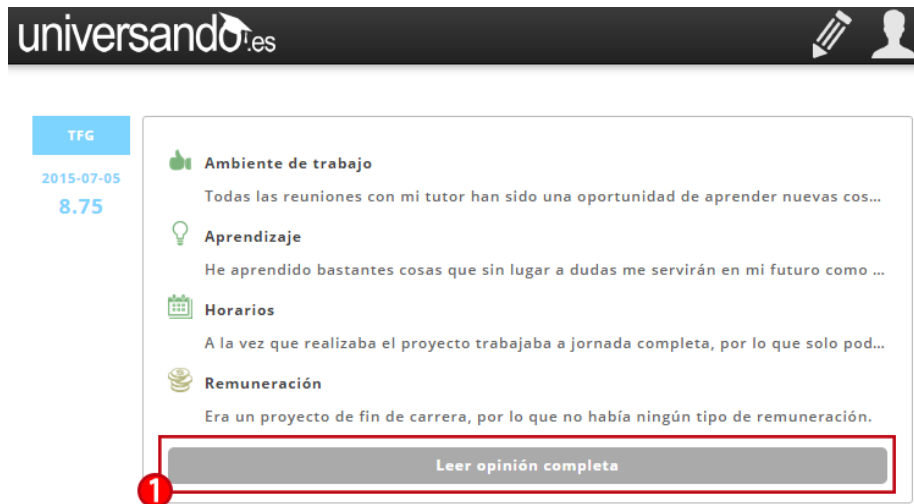 universando.es
TFG
2015-07-05
8.75
Ambiente de trabajo
Todas las reuniones con mi tutor han sido una oportunidad de aprender nuevas cos...
Aprendizaje
He aprendido bastantes cosas que sin lugar a dudas me servirán en mi futuro como ...
Horarios
A la vez que realizaba el proyecto trabajaba a jornada completa, por lo que solo pod...
Remuneración
Era un proyecto de fin de carrera, por lo que no había ningún tipo de remuneración.
Leer opinión completa
1